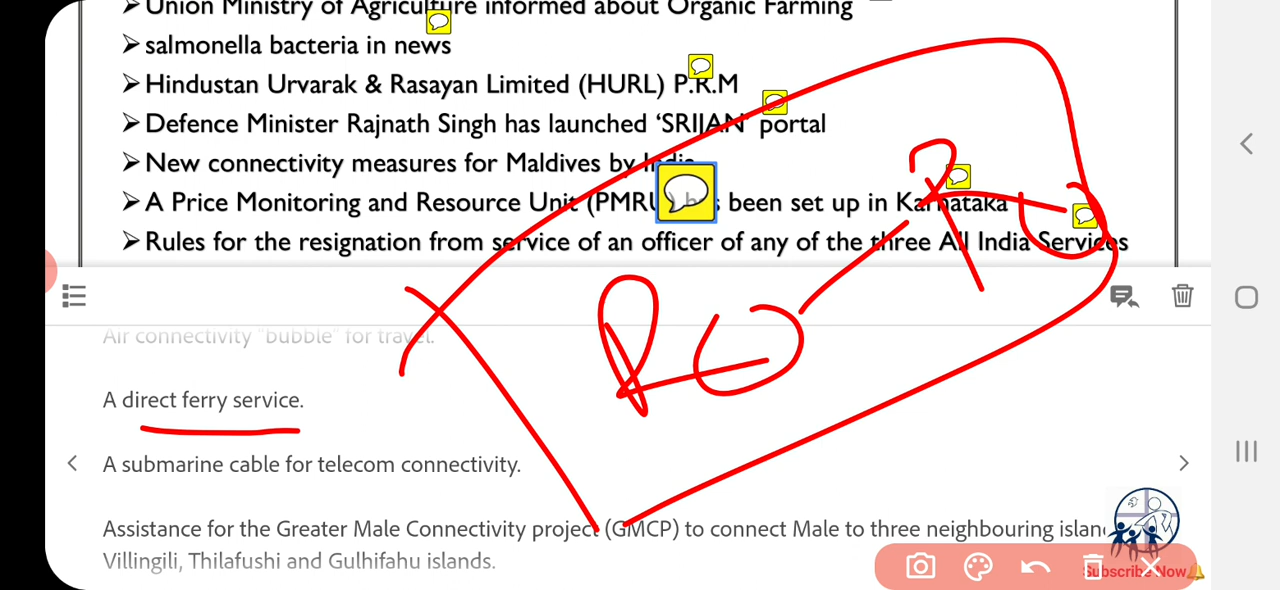 ➢Union Ministry of Agriculture informed about Organic Farming
➢salmonella bacteria in news
➢Hindustan Urvarak & Rasayan Limited (HURL) P.R.M
➢Defence Minister Rajnath Singh has launched ‘SRIJAN’ portal
➢New connectivity measures for Maldives by India
➢A Price Monitoring and Resource Unit (PMRU) has been set up in Karnataka
➢Rules for the resignation from service of an officer of any of the three All India Services
Air connectivity "bubble" for travel.
A direct ferry service.
A submarine cable for telecom connectivity.
Assistance for the Greater Male Connectivity project (GMCP) to connect Male to three neighbouring
Villingili, Thilafushi and Gulhifahu islands.
Subscribe Now